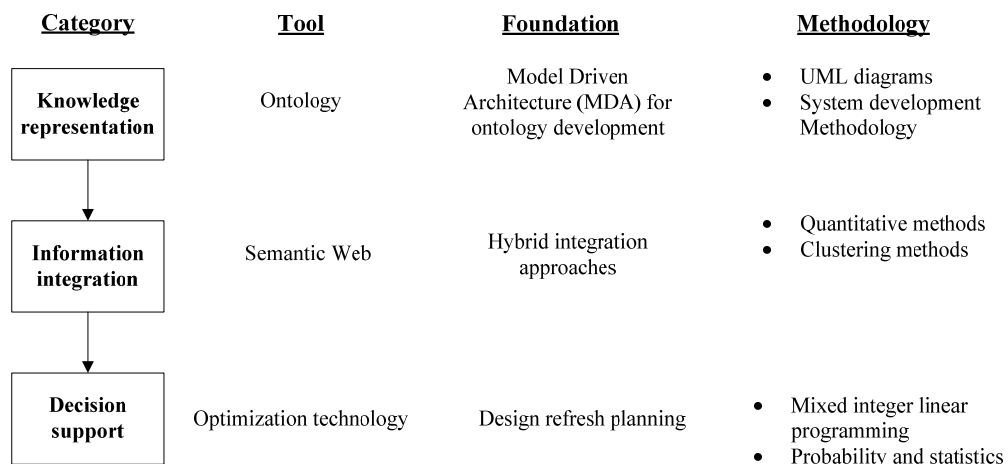 Category Tool Foundation Methodology
Knowledge
representation
Ontology
Model Driven
Architecture (MDA) for
ontology development
• UML diagrams
• System development
Methodology
Information
integration
Semantic Web
Hybrid integration
approaches
• Quantitative methods
• Clustering methods
Decision
support
Optimization technology
Design refresh planning
• Mixed integer linear
programming
• Probability and statistics